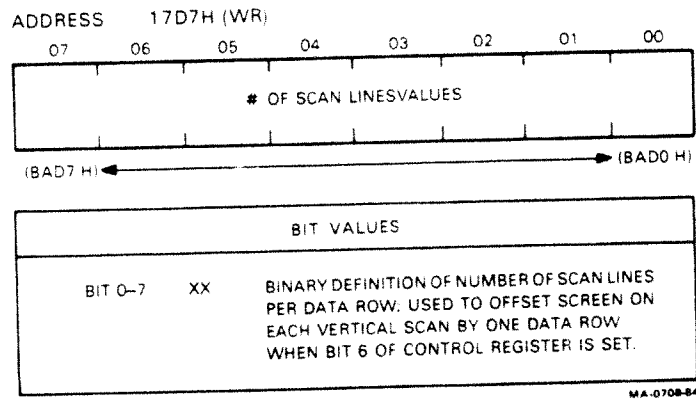 ADDRESS 17D7H (WR)
07 06 05 04 03 02 01 00
# OF SCAN LINESVALUES
(BAD7 H) (BAD0 H)
BIT VALUES
BIT 0–7 XX BINARY DEFINITION OF NUMBER OF SCAN LINES
PER DATA ROW; USED TO OFFSET SCREEN ON
EACH VERTICAL SCAN BY ONE DATA ROW
WHEN BIT 6 OF CONTROL REGISTER IS SET.
MA-0708-84